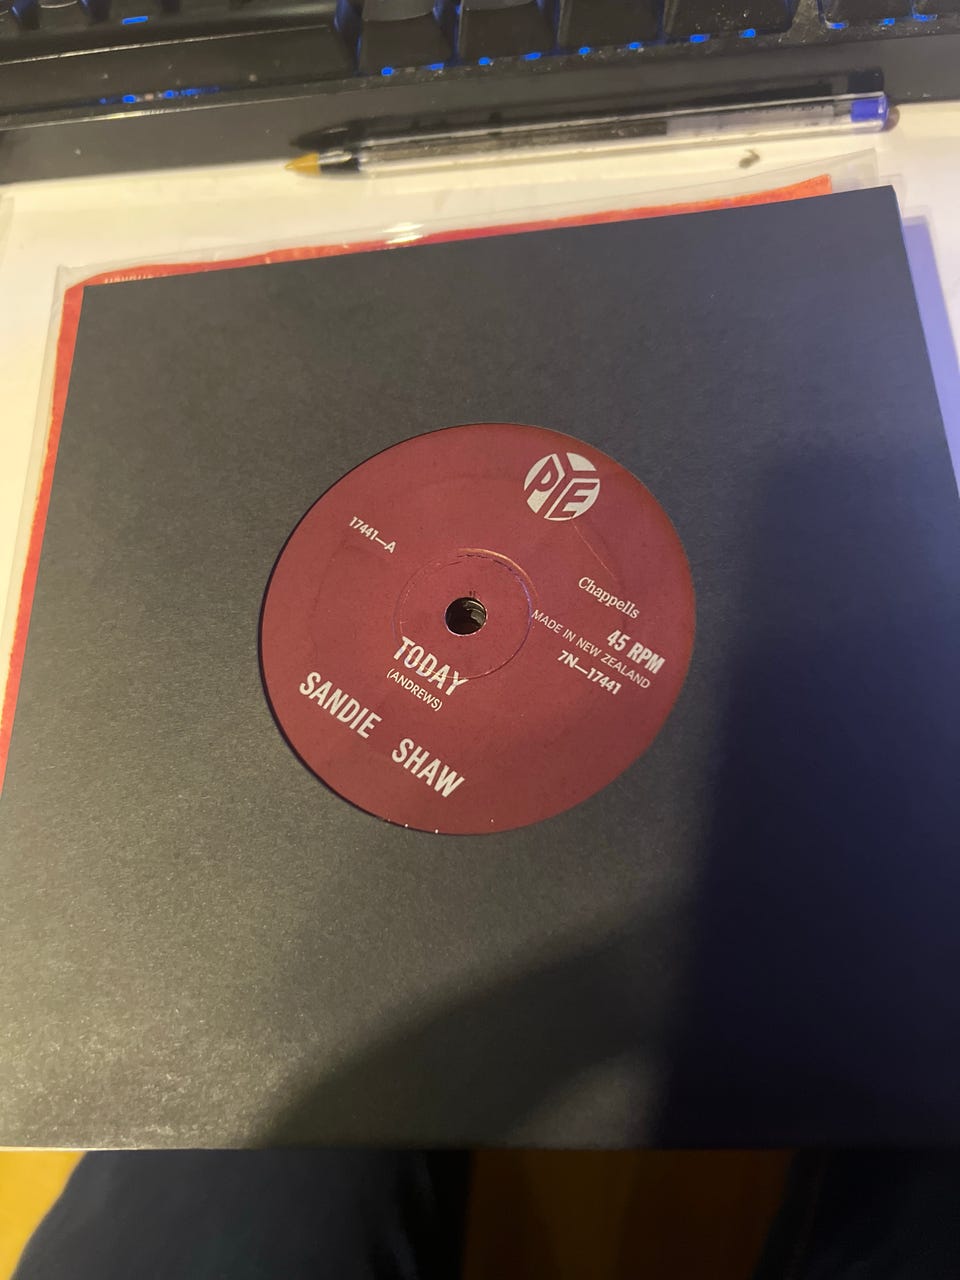 PYE
17441—A
Chappells
45 RPM
MADE IN NEW ZEALAND
7N—17441
TODAY
(ANDREWS)
SANDIE SHAW